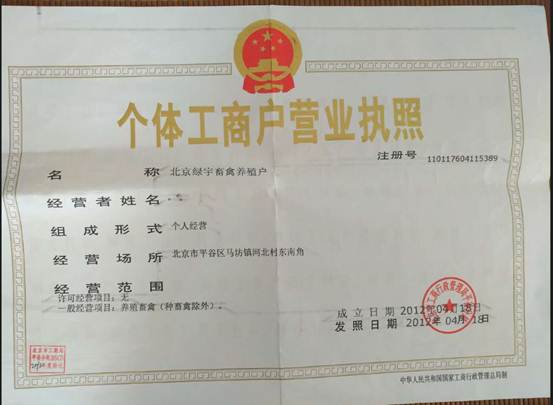 个体工商户营业执照
注册号 110117604115389
名称 北京绿宇畜禽养殖户
经营者姓名
组成形式 个人经营
经营场所 北京市平谷区马坊镇河北村东南角
经营范围
许可经营项目:无
一般经营项目:养殖畜禽(种畜禽除外)。
成立日期 2012年04月18日
发照日期 2012年04月18日
中华人民共和国国家工商行政管理总局制